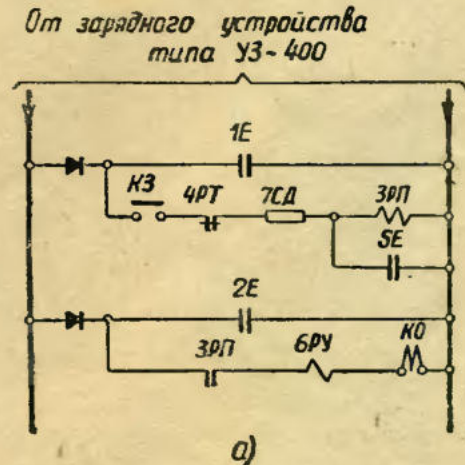 От зарядного устройства
типа УЗ-400
1Е
КЗ
4РТ
7СД
3РП
5Е
2Е
3РП
6РУ
КО
а)